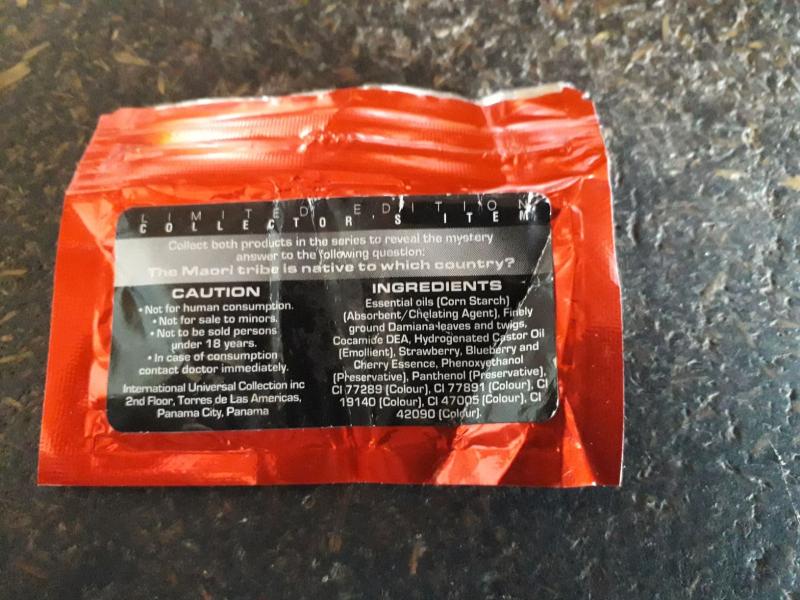 LIMITED EDITION
COLLECTOR'S ITEM
Collect both products in the series to reveal the mystery
answer to the following question:
The Maori tribe is native to which country?
CAUTION
• Not for human consumption.
• Not for sale to minors.
• Not to be sold persons
under 18 years.
• In case of consumption
contact doctor immediately.
International Universal Collection inc
2nd Floor, Torres de Las Americas,
Panama City, Panama
INGREDIENTS
Essential oils (Corn Starch)
(Absorbent/Chelating Agent), Finely
ground Damiana leaves and twigs,
Cocamide DEA, Hydrogenated Castor Oil
(Emollient), Strawberry, Blueberry and
Cherry Essence, Phenoxyethanol
(Preservative), Panthenol (Preservative),
CI 77289 (Colour), CI 77891 (Colour), CI
19140 (Colour), CI 47005 (Colour), CI
42090 (Colour).